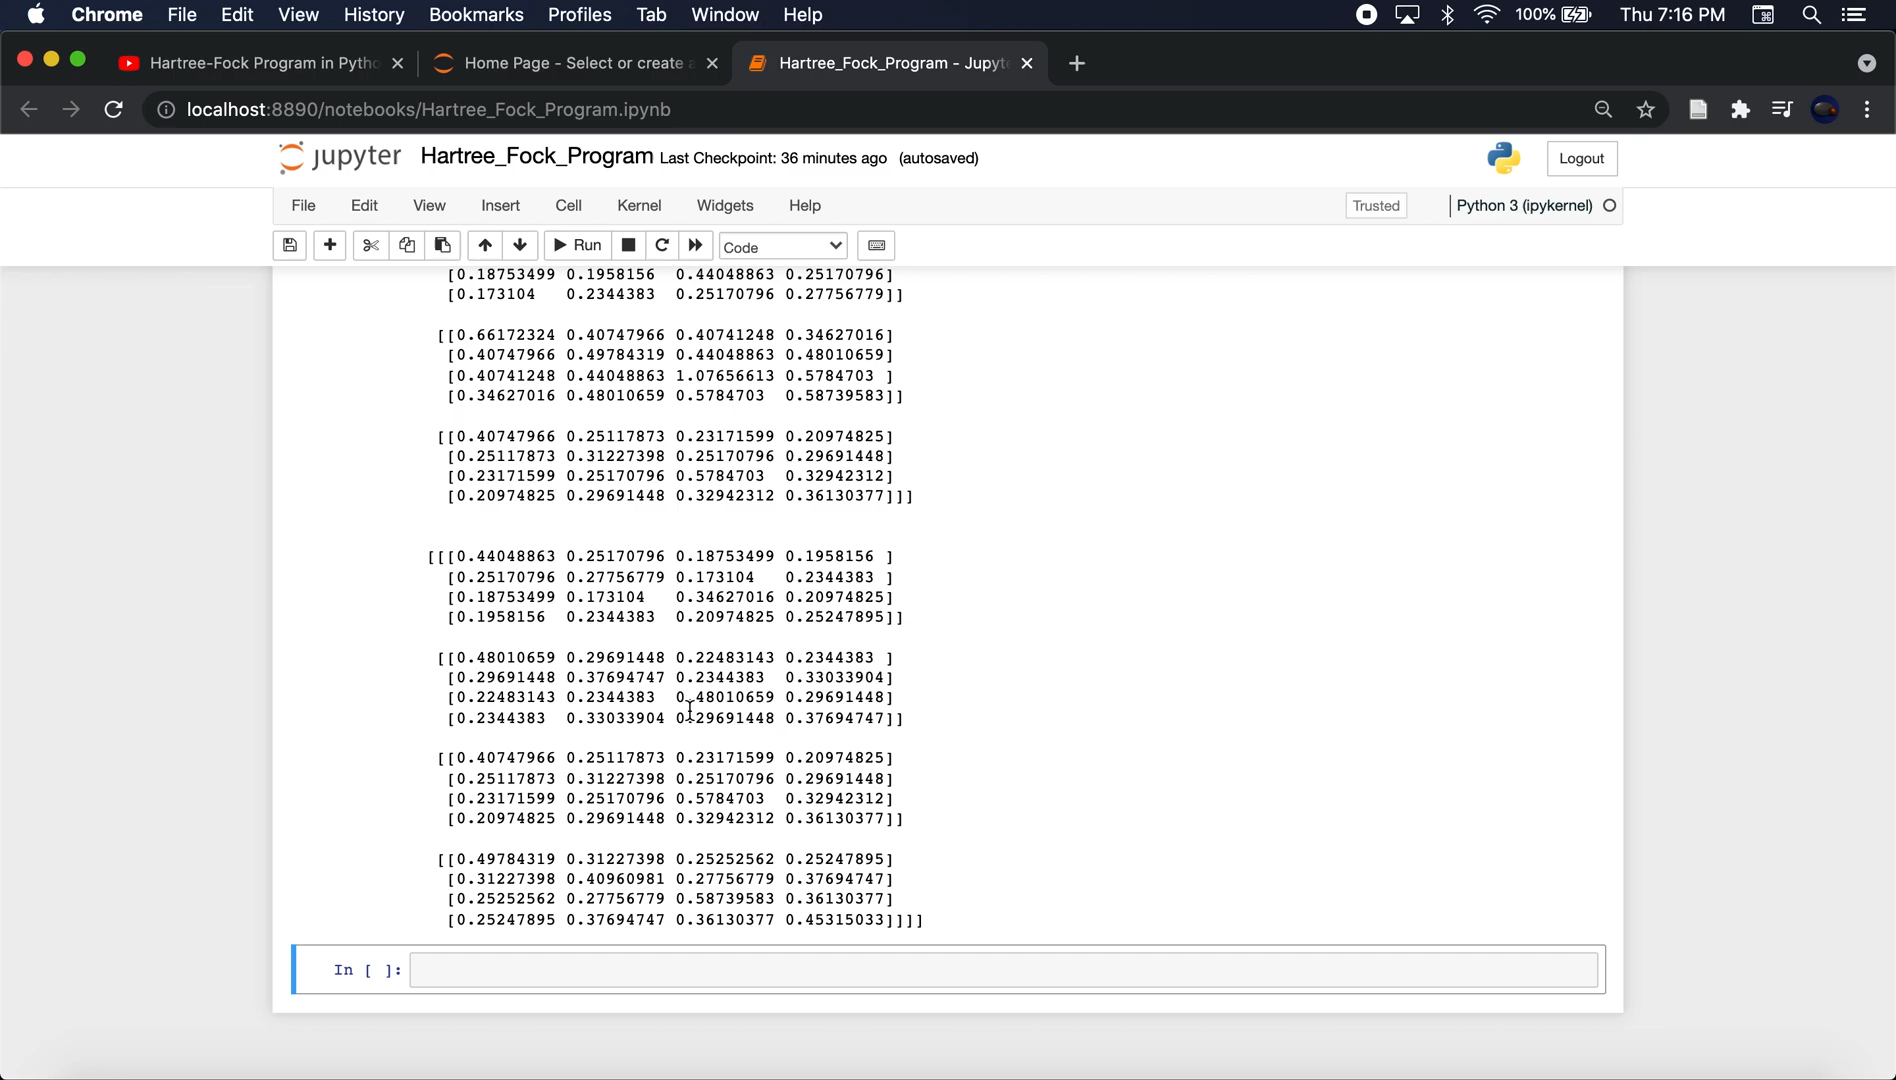 Chrome File Edit View History Bookmarks Profiles Tab Window Help 100% Thu 7:16 PM
Hartree-Fock Program in Pytho Home Page - Select or create a Hartree_Fock_Program - Jupyte
localhost:8890/notebooks/Hartree_Fock_Program.ipynb
jupyter Hartree_Fock_Program Last Checkpoint: 36 minutes ago (autosaved) Logout
File Edit View Insert Cell Kernel Widgets Help Trusted Python 3 (ipykernel)
Run Code
[0.18753499 0.1958156  0.44048863 0.25170796]
[0.173104   0.2344383  0.25170796 0.27756779]]
[[0.66172324 0.40747966 0.40741248 0.34627016]
[0.40747966 0.49784319 0.44048863 0.48010659]
[0.40741248 0.44048863 1.07656613 0.5784703 ]
[0.34627016 0.48010659 0.5784703  0.58739583]]
[[0.40747966 0.25117873 0.23171599 0.20974825]
[0.25117873 0.31227398 0.25170796 0.29691448]
[0.23171599 0.25170796 0.5784703  0.32942312]
[0.20974825 0.29691448 0.32942312 0.36130377]]]
[[[0.44048863 0.25170796 0.18753499 0.1958156 ]
[0.25170796 0.27756779 0.173104   0.2344383 ]
[0.18753499 0.173104   0.34627016 0.20974825]
[0.1958156  0.2344383  0.20974825 0.25247895]]
[[0.48010659 0.29691448 0.22483143 0.2344383 ]
[0.29691448 0.37694747 0.2344383  0.33033904]
[0.22483143 0.2344383  0.48010659 0.29691448]
[0.2344383  0.33033904 0.29691448 0.37694747]]
[[0.40747966 0.25117873 0.23171599 0.20974825]
[0.25117873 0.31227398 0.25170796 0.29691448]
[0.23171599 0.25170796 0.5784703  0.32942312]
[0.20974825 0.29691448 0.32942312 0.36130377]]
[[0.49784319 0.31227398 0.25252562 0.25247895]
[0.31227398 0.40960981 0.27756779 0.37694747]
[0.25252562 0.27756779 0.58739583 0.36130377]
[0.25247895 0.37694747 0.36130377 0.45315033]]]]
In [ ]: